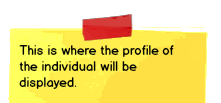 This is where the profile of
the individual will be
displayed.